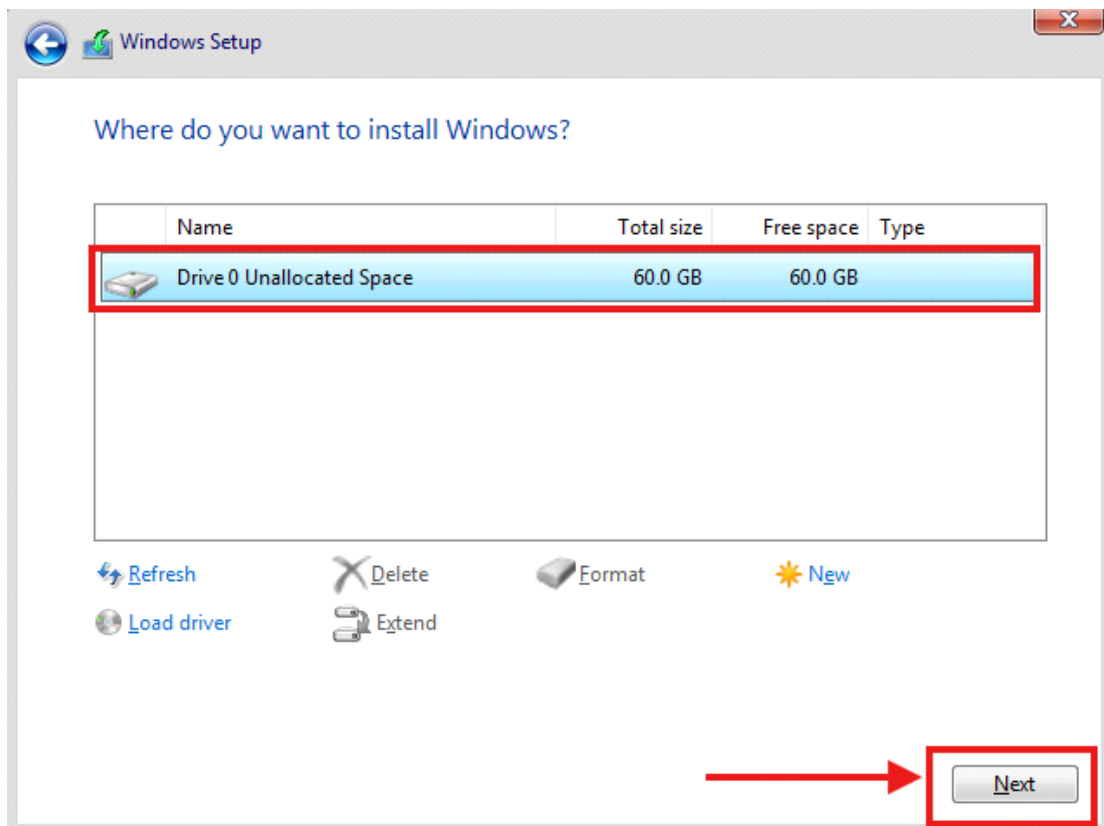 Windows Setup
Where do you want to install Windows?
Name Total size Free space Type
Drive 0 Unallocated Space 60.0 GB 60.0 GB
Refresh Delete Format New
Load driver Extend
Next